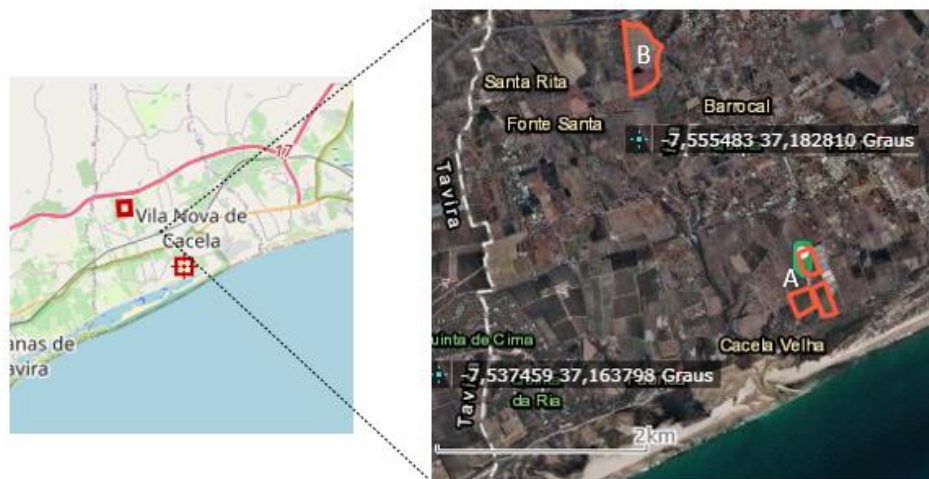 17
Vila Nova de
Cacela
anas de
avira
B
Santa Rita
Barrocal
Fonte Santa
-7,555483 37,182810 Graus
Tavira
A
Cacela Velha
uinta de Cima
-7,537459 37,163798 Graus
da Ria
2km